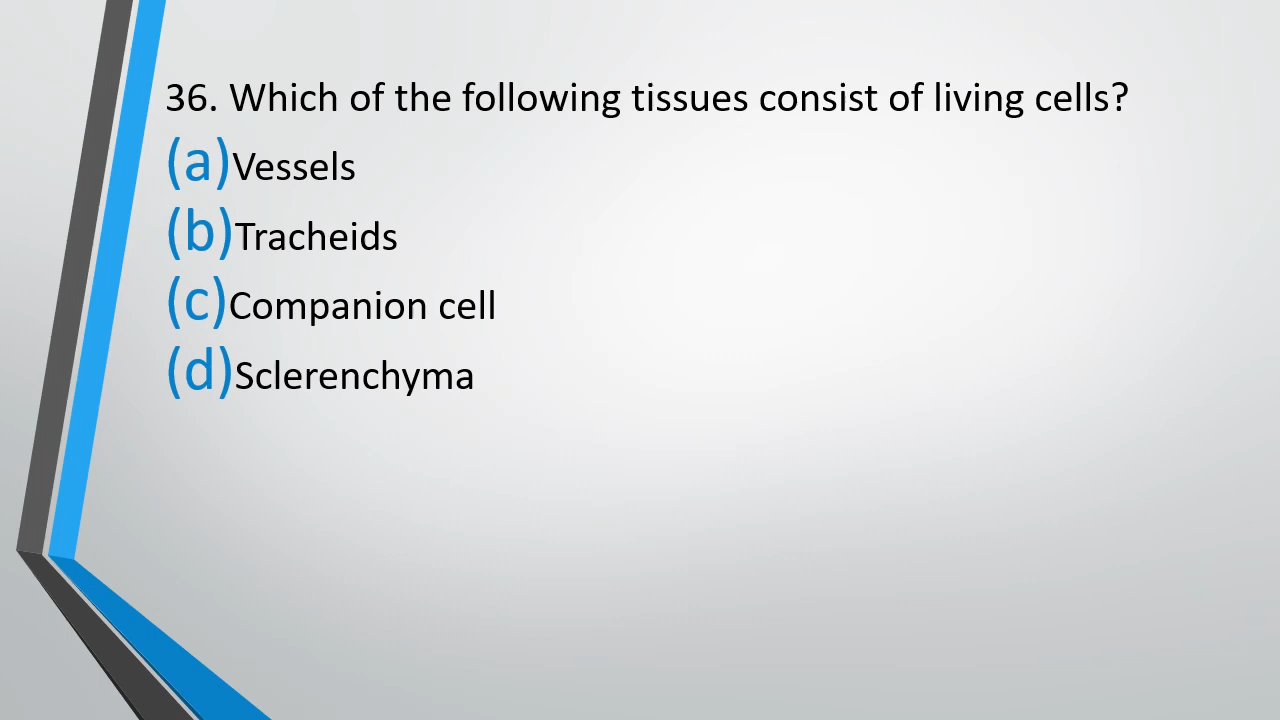 36. Which of the following tissues consist of living cells?
(a)Vessels
(b)Tracheids
(c)Companion cell
(d)Sclerenchyma